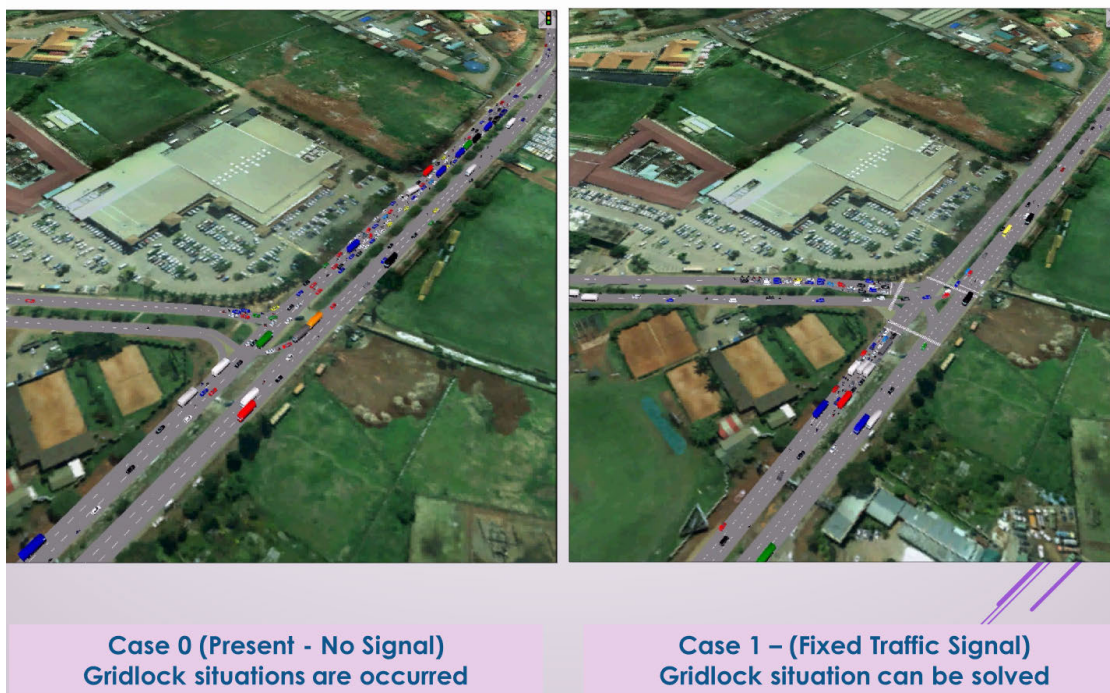 Case 0 (Present - No Signal)
Gridlock situations are occurred
Case 1 – (Fixed Traffic Signal)
Gridlock situation can be solved